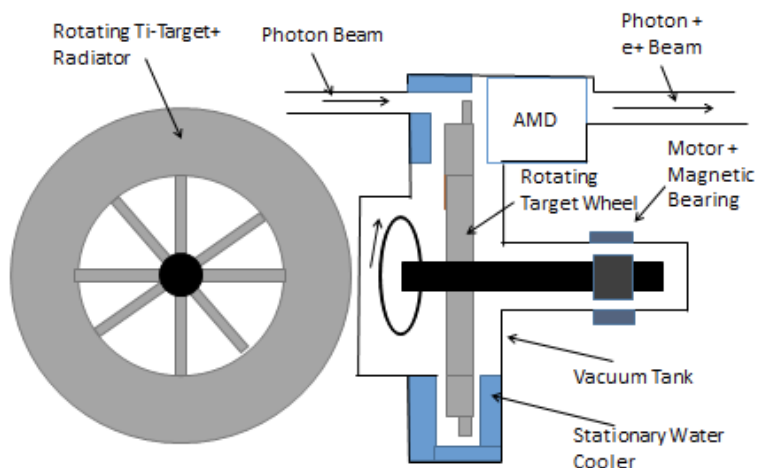 Rotating Ti-Target+
Radiator
Photon Beam
Photon +
e+ Beam
AMD
Motor +
Magnetic
Bearing
Rotating
Target Wheel
Vacuum Tank
Stationary Water
Cooler